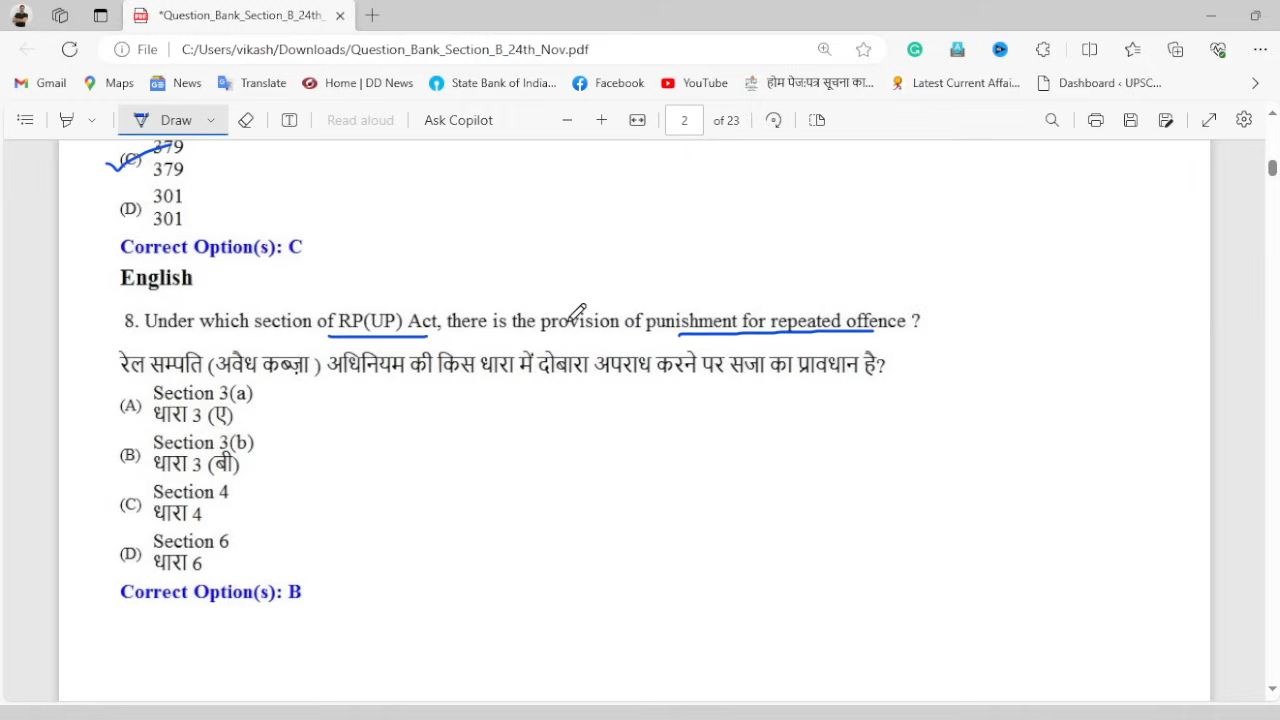 *Question_Bank_Section_B_24th_
File
C:/Users/vikash/Downloads/Question_Bank_Section_B_24th_Nov.pdf
Gmail Maps News Translate Home | DD News State Bank of Indi... Facebook YouTube होम पेज:पत्र सूचना का... Latest Current Affai... Dashboard ‹ UPSC...
Draw Read aloud Ask Copilot 2 of 23
(C) 379
379
(D) 301
301
Correct Option(s): C
English
8. Under which section of RP(UP) Act, there is the provision of punishment for repeated offence ?
रेल सम्पति (अवैध कब्ज़ा ) अधिनियम की किस धारा में दोबारा अपराध करने पर सजा का प्रावधान है?
(A) Section 3(a)
धारा 3 (ए)
(B) Section 3(b)
धारा 3 (बी)
(C) Section 4
धारा 4
(D) Section 6
धारा 6
Correct Option(s): B